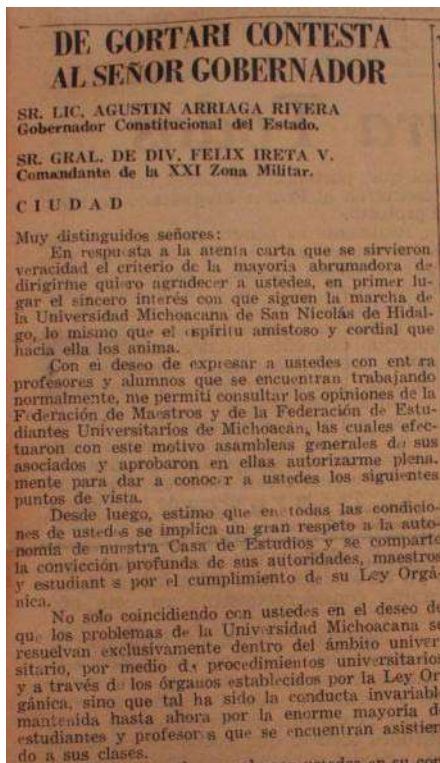 DE GORTARI CONTESTA
AL SEÑOR GOBERNADOR
SR. LIC. AGUSTIN ARRIAGA RIVERA
Gobernador Constitucional del Estado.
SR. GRAL. DE DIV. FELIX IRETA V.
Comandante de la XXI Zona Militar.
CIUDAD
Muy distinguidos señores:
En respuesta a la atenta carta que se sirvieron
veracidad el criterio de la mayoría abrumadora de
dirigirme quiero agradecer a ustedes, en primer lu-
gar el sincero interés con que siguen la marcha de
la Universidad Michoacana de San Nicolás de Hidal-
go, lo mismo que el espíritu amistoso y cordial que
hacia ella los anima.
Con el deseo de expresar a ustedes con entera
profesores y alumnos que se encuentran trabajando
normalmente, me permití consultar los opiniones de la
Federación de Maestros y de la Federación de Estu-
diantes Universitarios de Michoacán, las cuales efec-
tuaron con este motivo asambleas generales de sus
asociados y aprobaron en ellas autorizarme plena.
mente para dar a conocer a ustedes los siguientes
puntos de vista.
Desde luego, estimo que en todas las condicio-
nes de ustedes se implica un gran respeto a la auto-
nomía de nuestra Casa de Estudios y se comparte
la convicción profunda de sus autoridades, maestros
y estudiant s por el cumplimiento de su Ley Orgá-
nica.
No solo coincidiendo con ustedes en el deseo de
que los problemas de la Universidad Michoacana se
resuelvan exclusivamente dentro del ámbito univer
sitario, por medio de procedimientos universitarios
y a través de los órganos establecidos por la Ley Or
gánica, sino que tal ha sido la conducta invariable
mantenida hasta ahora por la enorme mayoría de
estudiantes y profesores que se encuentran asistien
do a sus clases.